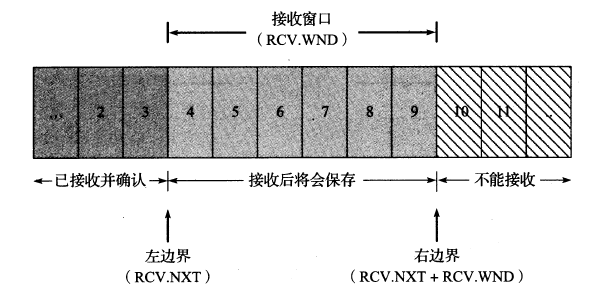 接收窗口
（RCV.WND）
... 2 3 4 5 6 7 8 9 10 11 ..
已接收并确认 接收后将会保存 不能接收
左边界 右边界
（RCV.NXT） （RCV.NXT + RCV.WND）